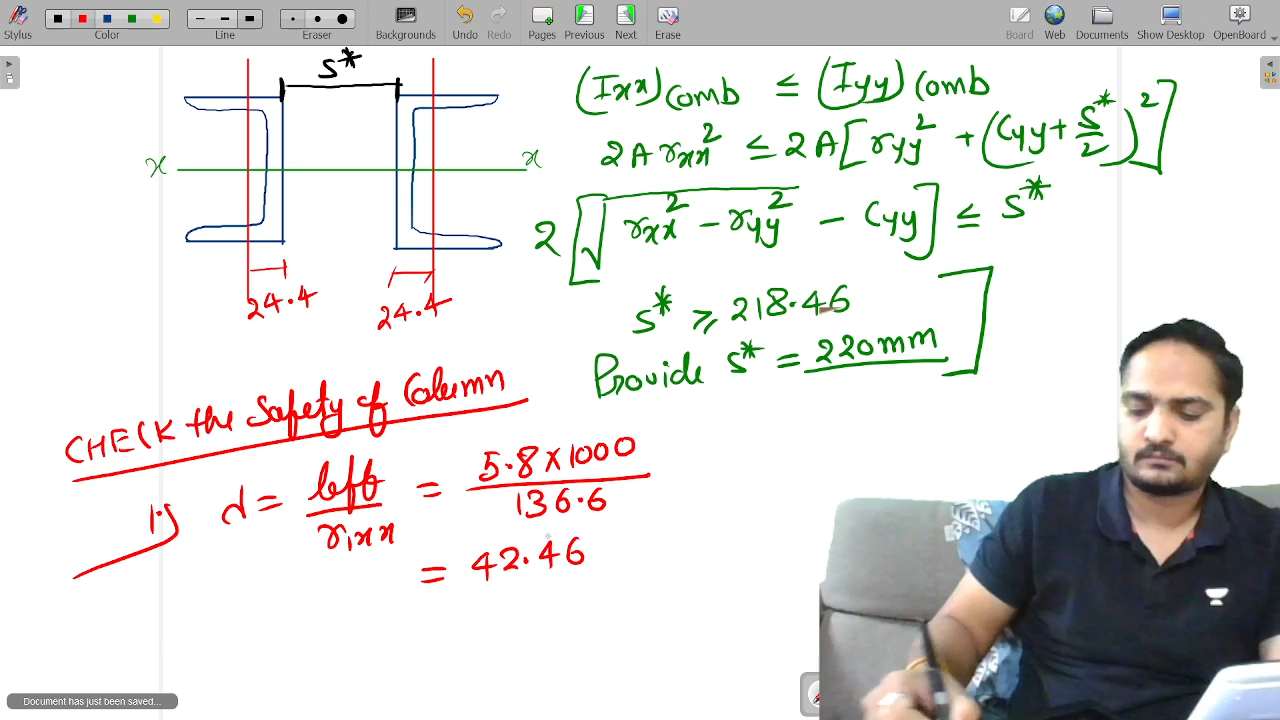 Stylus
Color
Line
Eraser
Backgrounds
Undo
Redo
Pages
Previous
Next
Erase
Board
Web
Documents
Show Desktop
OpenBoard
S*
x x
24.4
24.4
(Ixx)Comb ≤ (Iyy)Comb
2A rxx² ≤ 2A[ryy² + (Cyy + S*/2)²]
2[√rxx² - ryy² - Cyy] ≤ S*
S* ≥ 218.46
Provide S* = 220mm
CHECK the Safety of Column
1) λ = leff/r1xx = 5.8 x 1000/136.6
= 42.46
Document has just been saved...